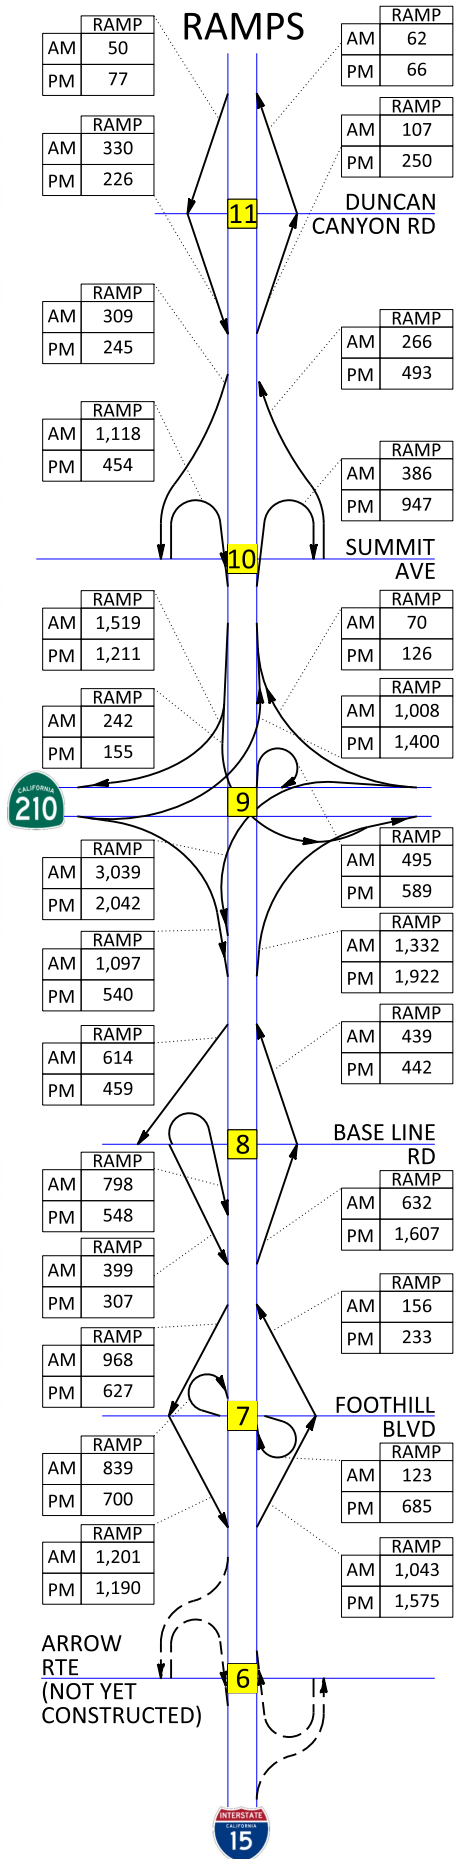 RAMPS
RAMP
AM 50
PM 77
RAMP
AM 62
PM 66
RAMP
AM 330
PM 226
RAMP
AM 107
PM 250
11
DUNCAN
CANYON RD
RAMP
AM 309
PM 245
RAMP
AM 266
PM 493
RAMP
AM 1,118
PM 454
RAMP
AM 386
PM 947
10
SUMMIT
AVE
RAMP
AM 1,519
PM 1,211
RAMP
AM 70
PM 126
RAMP
AM 242
PM 155
RAMP
AM 1,008
PM 1,400
CALIFORNIA
210
9
RAMP
AM 3,039
PM 2,042
RAMP
AM 495
PM 589
RAMP
AM 1,097
PM 540
RAMP
AM 1,332
PM 1,922
RAMP
AM 614
PM 459
RAMP
AM 439
PM 442
8
BASE LINE
RD
RAMP
AM 798
PM 548
RAMP
AM 632
PM 1,607
RAMP
AM 399
PM 307
RAMP
AM 156
PM 233
RAMP
AM 968
PM 627
7
FOOTHILL
BLVD
RAMP
AM 839
PM 700
RAMP
AM 123
PM 685
RAMP
AM 1,201
PM 1,190
RAMP
AM 1,043
PM 1,575
ARROW
RTE
(NOT YET
CONSTRUCTED)
6
INTERSTATE
CALIFORNIA
15